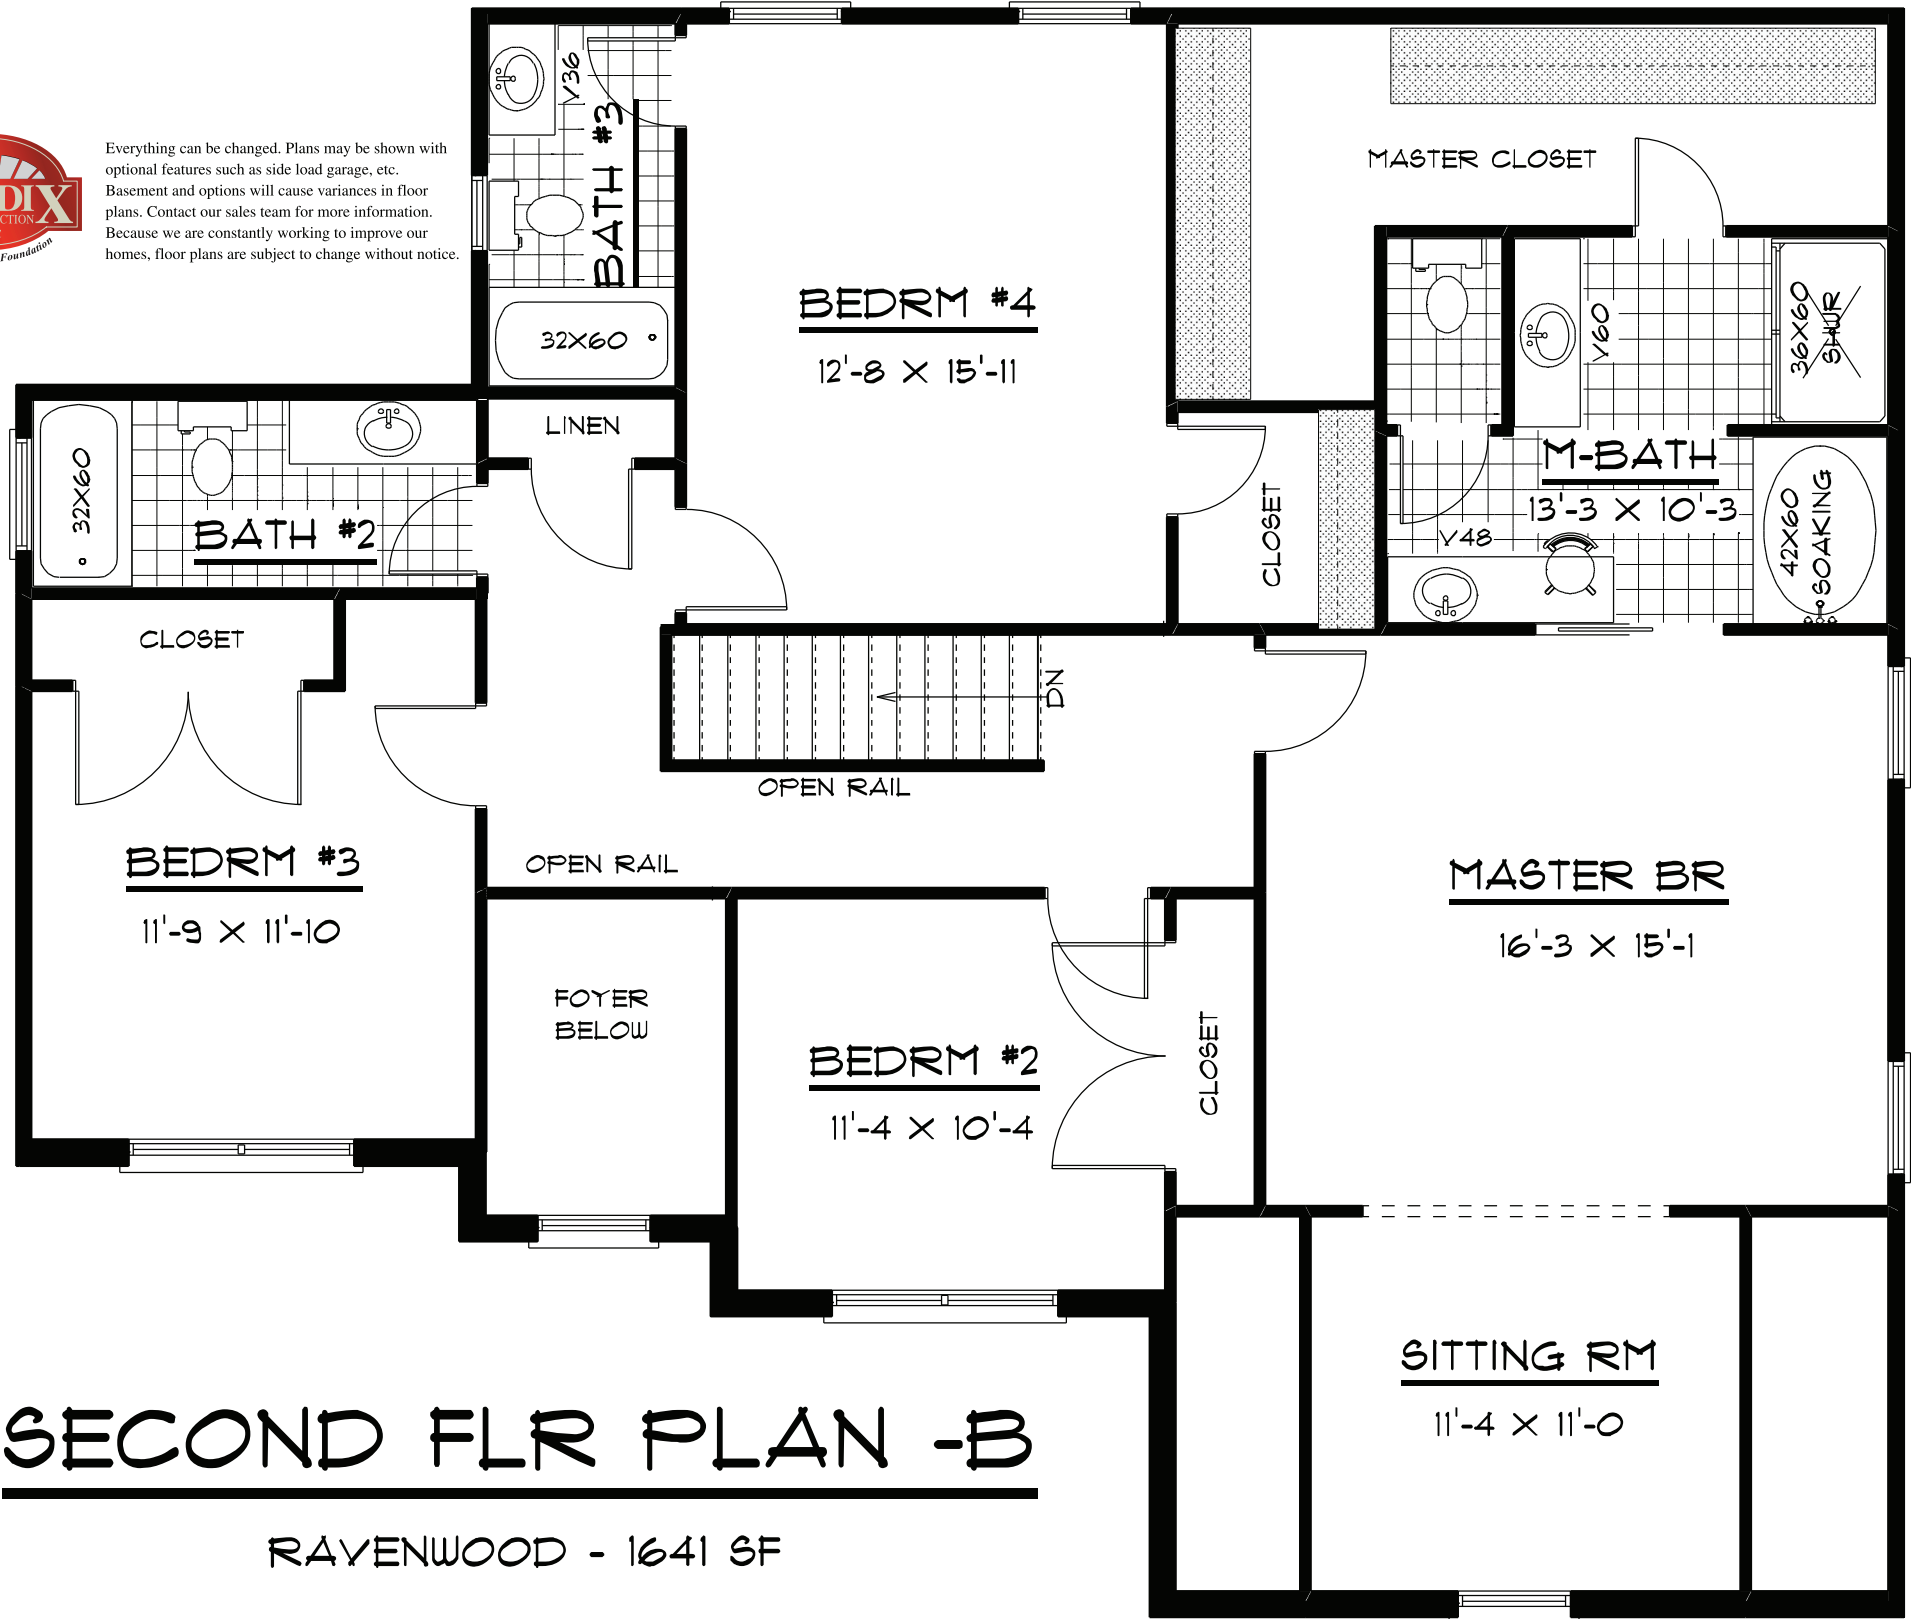 Everything can be changed. Plans may be shown with
optional features such as side load garage, etc.
Basement and options will cause variances in floor
plans. Contact our sales team for more information.
Because we are constantly working to improve our
homes, floor plans are subject to change without notice.
DIX
CTION
Foundation
V36
BATH #3
32X60
MASTER CLOSET
BEDRM #4
12'-8 X 15'-11
V60
36X60
SHWR
LINEN
32X60
BATH #2
CLOSET
M-BATH
13'-3 X 10'-3
V48
42X60
SOAKING
CLOSET
DN
OPEN RAIL
OPEN RAIL
BEDRM #3
11'-9 X 11'-10
MASTER BR
16'-3 X 15'-1
FOYER
BELOW
BEDRM #2
11'-4 X 10'-4
CLOSET
SITTING RM
11'-4 X 11'-0
SECOND FLR PLAN -B
RAVENWOOD - 1641 SF